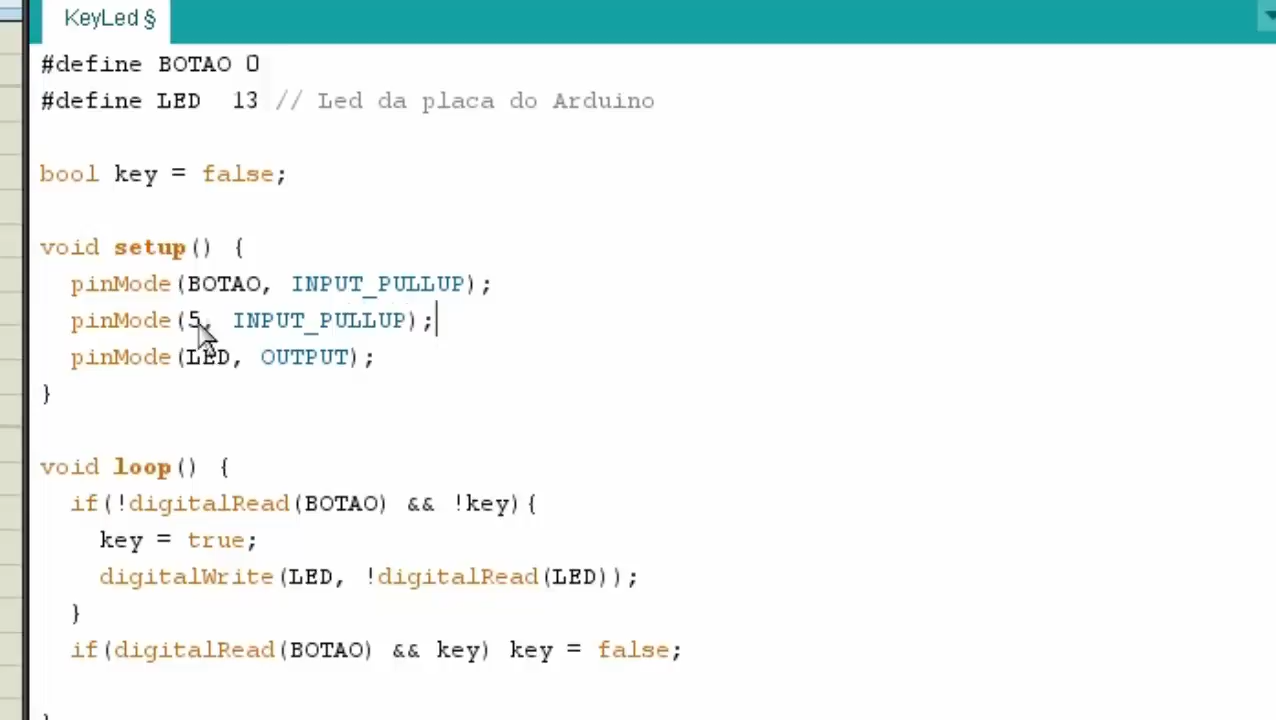 KeyLed §
#define BOTAO 0
#define LED  13 // Led da placa do Arduino
bool key = false;
void setup() {
  pinMode(BOTAO, INPUT_PULLUP);
  pinMode(5, INPUT_PULLUP);
  pinMode(LED, OUTPUT);
}
void loop() {
  if(!digitalRead(BOTAO) && !key){
    key = true;
    digitalWrite(LED, !digitalRead(LED));
  }
  if(digitalRead(BOTAO) && key) key = false;
}